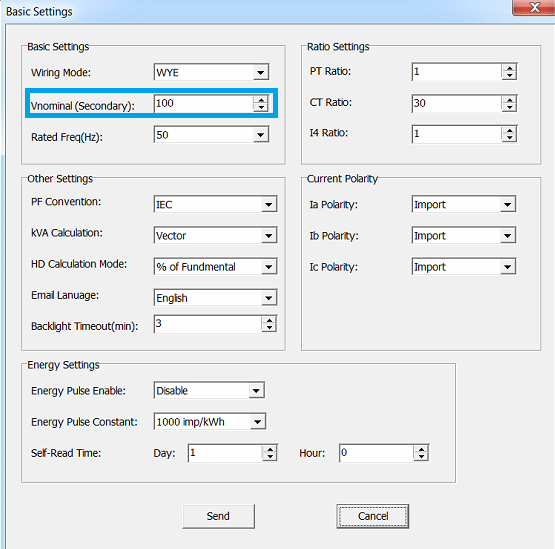 Basic Settings
Basic Settings
Wiring Mode: WYE
Vnominal (Secondary): 100
Rated Freq(Hz): 50
Ratio Settings
PT Ratio: 1
CT Ratio: 30
I4 Ratio: 1
Other Settings
PF Convention: IEC
kVA Calculation: Vector
HD Calculation Mode: % of Fundmental
Email Lanuage: English
Backlight Timeout(min): 3
Current Polarity
Ia Polarity: Import
Ib Polarity: Import
Ic Polarity: Import
Energy Settings
Energy Pulse Enable: Disable
Energy Pulse Constant: 1000 imp/kWh
Self-Read Time: Day: 1 Hour: 0
Send Cancel